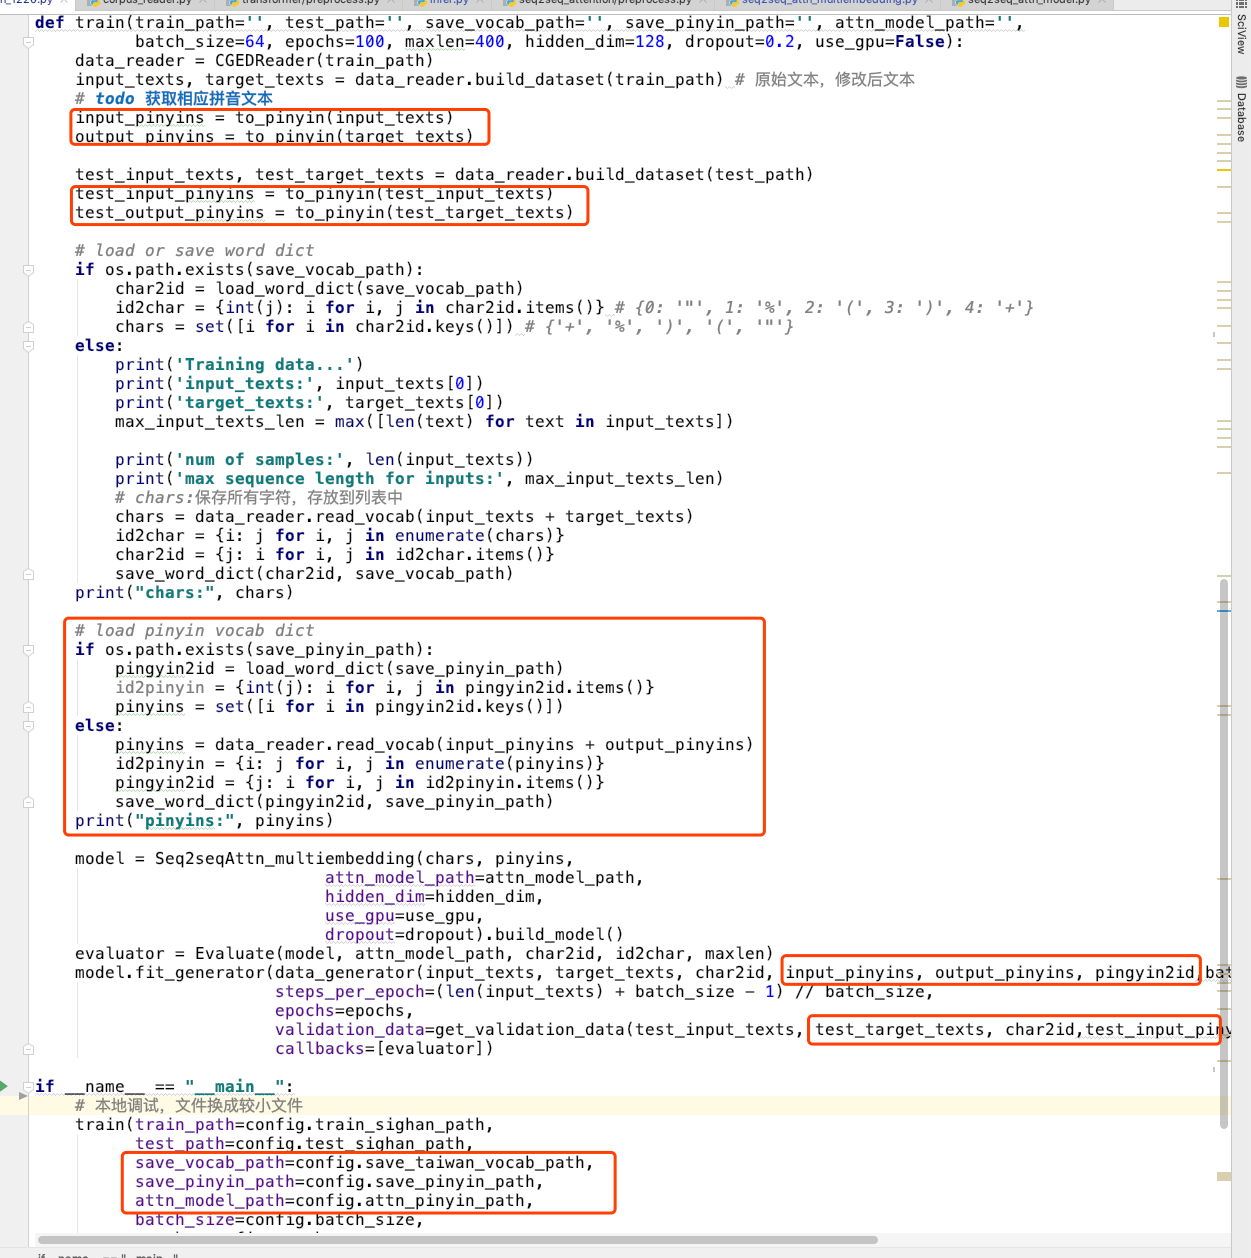 corpus_reader.py
transformer/preprocess.py
infer.py
seq2seq_attention/preprocess.py
seq2seq_attn_multiembedding.py
seq2seq_attn_model.py
SciView
Database
def train(train_path='', test_path='', save_vocab_path='', save_pinyin_path='', attn_model_path='',
batch_size=64, epochs=100, maxlen=400, hidden_dim=128, dropout=0.2, use_gpu=False):
data_reader = CGEDReader(train_path)
input_texts, target_texts = data_reader.build_dataset(train_path) # 原始文本，修改后文本
# todo 获取相应拼音文本
input_pinyins = to_pinyin(input_texts)
output_pinyins = to_pinyin(target_texts)
test_input_texts, test_target_texts = data_reader.build_dataset(test_path)
test_input_pinyins = to_pinyin(test_input_texts)
test_output_pinyins = to_pinyin(test_target_texts)
# load or save word dict
if os.path.exists(save_vocab_path):
char2id = load_word_dict(save_vocab_path)
id2char = {int(j): i for i, j in char2id.items()} # {0: '"', 1: '%', 2: '(', 3: ')', 4: '+'}
chars = set([i for i in char2id.keys()]) # {'+', '%', ')', '(', '"'}
else:
print('Training data...')
print('input_texts:', input_texts[0])
print('target_texts:', target_texts[0])
max_input_texts_len = max([len(text) for text in input_texts])
print('num of samples:', len(input_texts))
print('max sequence length for inputs:', max_input_texts_len)
# chars:保存所有字符，存放到列表中
chars = data_reader.read_vocab(input_texts + target_texts)
id2char = {i: j for i, j in enumerate(chars)}
char2id = {j: i for i, j in id2char.items()}
save_word_dict(char2id, save_vocab_path)
print("chars:", chars)
# load pinyin vocab dict
if os.path.exists(save_pinyin_path):
pingyin2id = load_word_dict(save_pinyin_path)
id2pinyin = {int(j): i for i, j in pingyin2id.items()}
pinyins = set([i for i in pingyin2id.keys()])
else:
pinyins = data_reader.read_vocab(input_pinyins + output_pinyins)
id2pinyin = {i: j for i, j in enumerate(pinyins)}
pingyin2id = {j: i for i, j in id2pinyin.items()}
save_word_dict(pingyin2id, save_pinyin_path)
print("pinyins:", pinyins)
model = Seq2seqAttn_multiembedding(chars, pinyins,
attn_model_path=attn_model_path,
hidden_dim=hidden_dim,
use_gpu=use_gpu,
dropout=dropout).build_model()
evaluator = Evaluate(model, attn_model_path, char2id, id2char, maxlen)
model.fit_generator(data_generator(input_texts, target_texts, char2id, input_pinyins, output_pinyins, pingyin2id,bat
steps_per_epoch=(len(input_texts) + batch_size - 1) // batch_size,
epochs=epochs,
validation_data=get_validation_data(test_input_texts, test_target_texts, char2id,test_input_piny
callbacks=[evaluator])
if __name__ == "__main__":
# 本地调试，文件换成较小文件
train(train_path=config.train_sighan_path,
test_path=config.test_sighan_path,
save_vocab_path=config.save_taiwan_vocab_path,
save_pinyin_path=config.save_pinyin_path,
attn_model_path=config.attn_pinyin_path,
batch_size=config.batch_size,